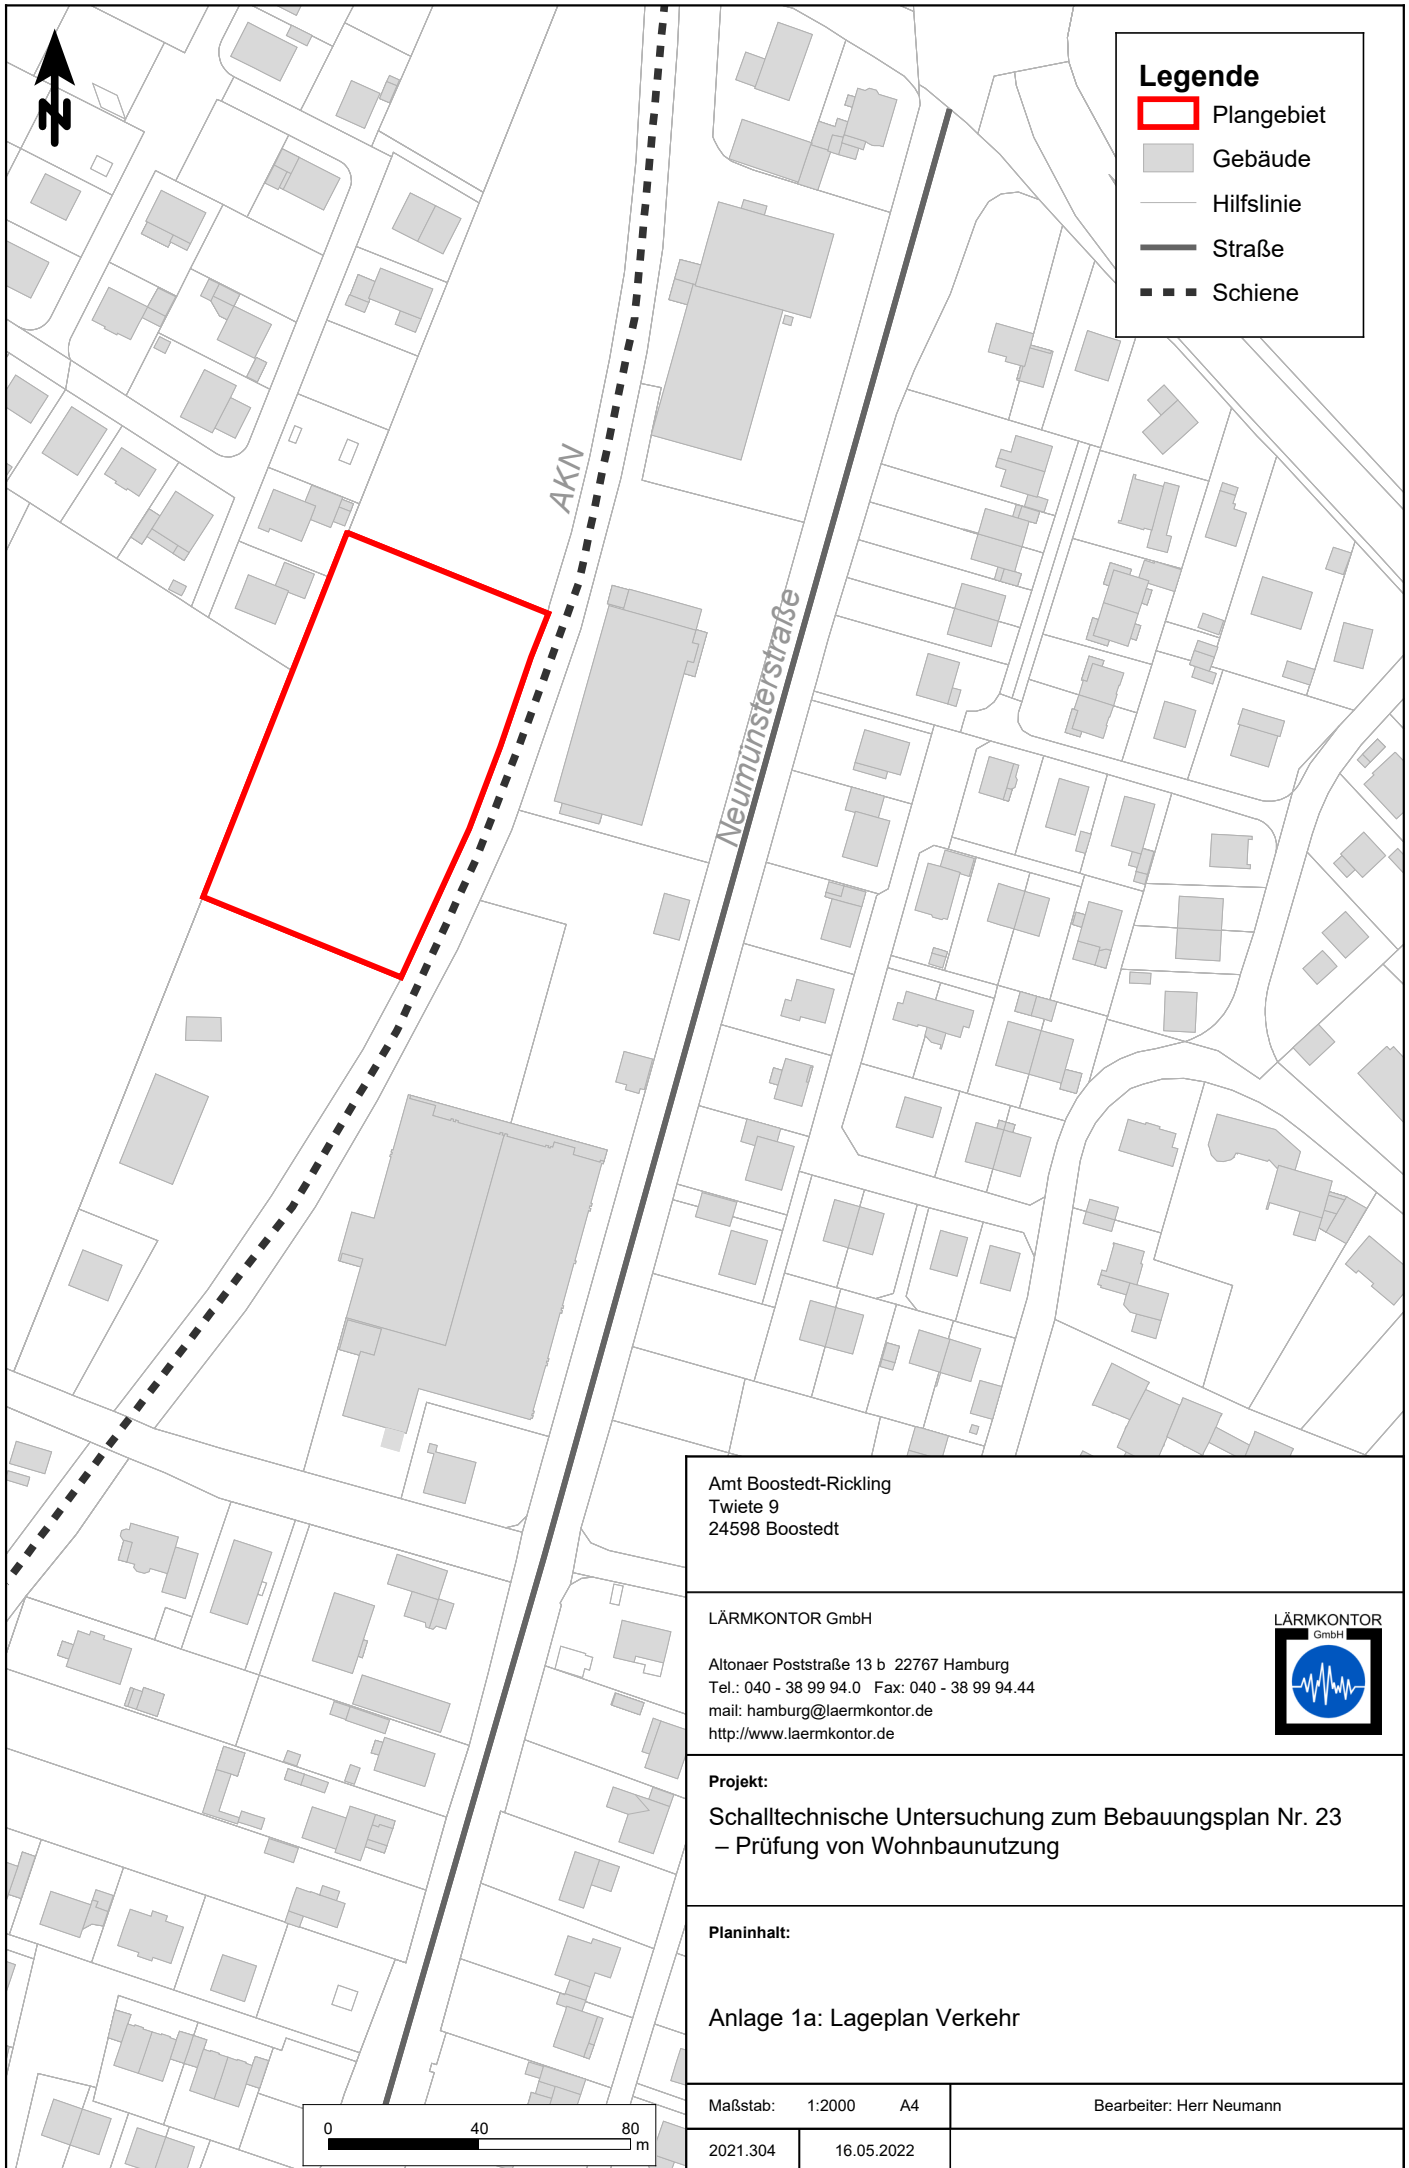 N
Legende
Plangebiet
Gebäude
Hilfslinie
Straße
Schiene
AKN
Neumünsterstraße
Amt Boostedt-Rickling
Twiete 9
24598 Boostedt
LÄRMKONTOR GmbH
Altonaer Poststraße 13 b 22767 Hamburg
Tel.: 040 - 38 99 94.0 Fax: 040 - 38 99 94.44
mail: hamburg@laermkontor.de
http://www.laermkontor.de
LÄRMKONTOR
GmbH
Projekt:
Schalltechnische Untersuchung zum Bebauungsplan Nr. 23
– Prüfung von Wohnbaunutzung
Planinhalt:
Anlage 1a: Lageplan Verkehr
Maßstab: 1:2000 A4
Bearbeiter: Herr Neumann
2021.304 16.05.2022
0 40 80
m